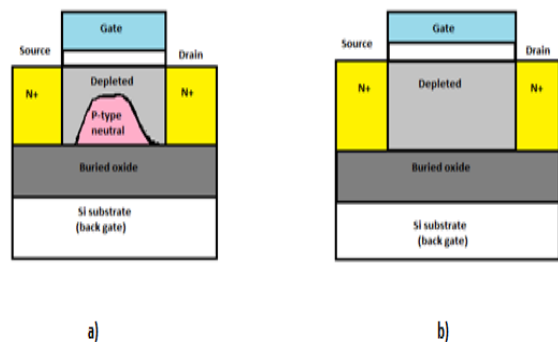 Gate
Source
Drain
Depleted
N+
N+
P-type
neutral
Buried oxide
Si substrate
(back gate)
a)
Gate
Source
Drain
Depleted
N+
N+
Buried oxide
Si substrate
(back gate)
b)